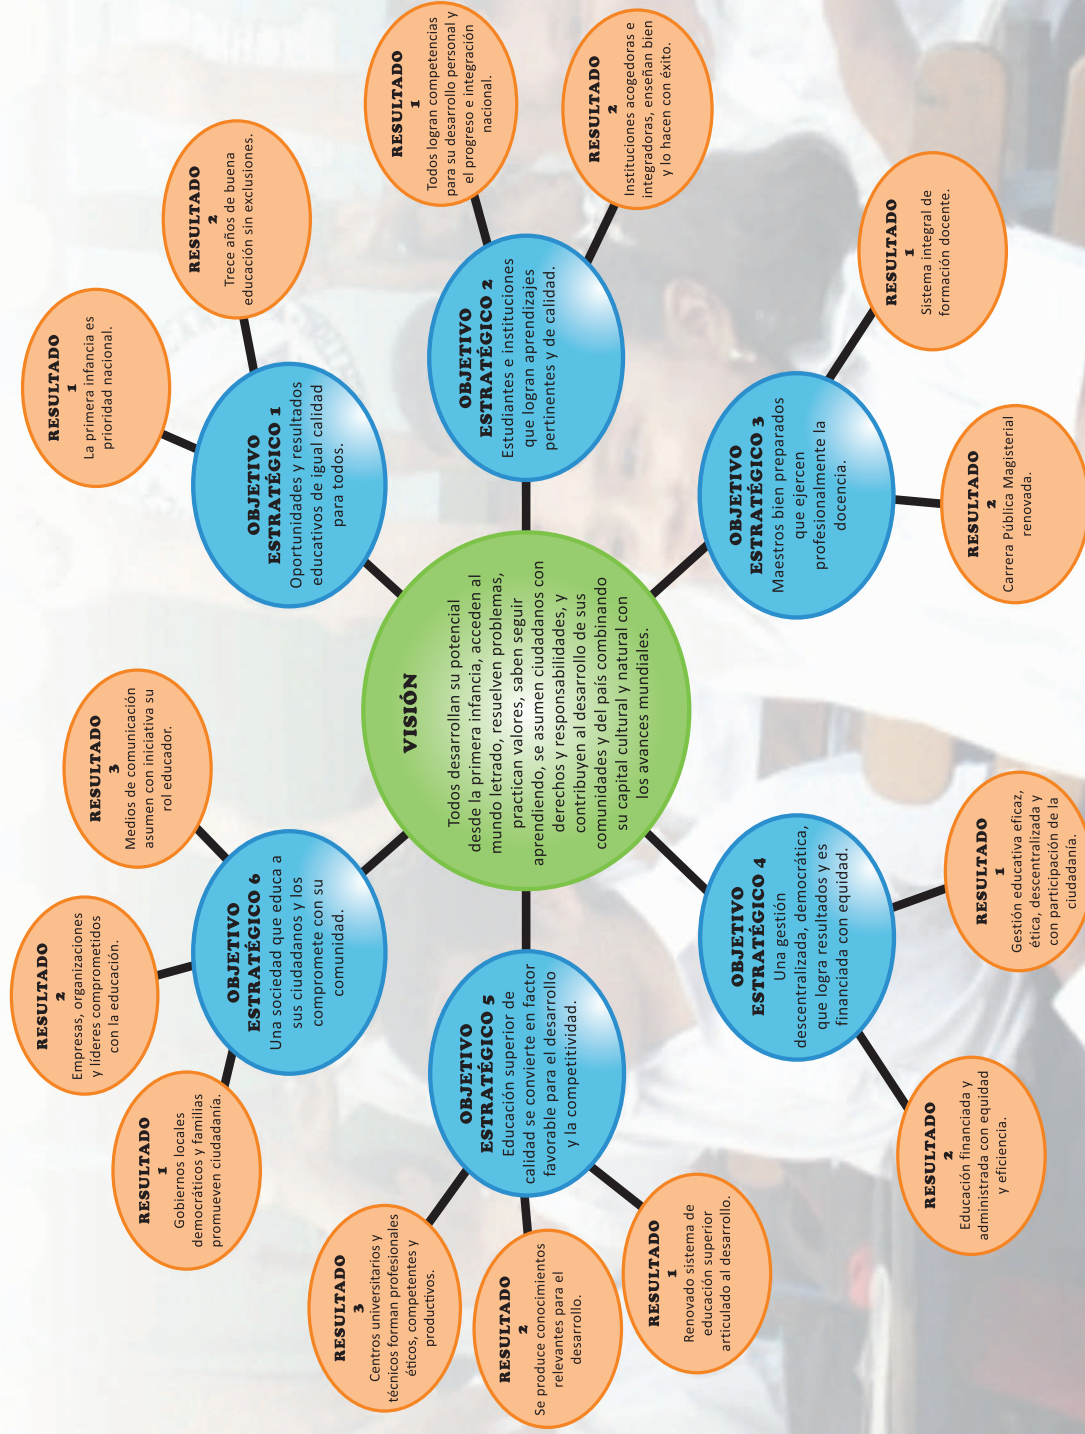 VISIÓN
Todos desarrollan su potencial
desde la primera infancia, acceden al
mundo letrado, resuelven problemas,
practican valores, saben seguir
aprendiendo, se asumen ciudadanos con
derechos y responsabilidades, y
contribuyen al desarrollo de sus
comunidades y del país combinando
su capital cultural y natural con
los avances mundiales.
OBJETIVO
ESTRATÉGICO 1
Oportunidades y resultados
educativos de igual calidad
para todos.
RESULTADO
1
La primera infancia es
prioridad nacional.
RESULTADO
2
Trece años de buena
educación sin exclusiones.
OBJETIVO
ESTRATÉGICO 2
Estudiantes e instituciones
que logran aprendizajes
pertinentes y de calidad.
RESULTADO
1
Todos logran competencias
para su desarrollo personal y
el progreso e integración
nacional.
RESULTADO
2
Instituciones acogedoras e
integradoras, enseñan bien
y lo hacen con éxito.
OBJETIVO
ESTRATÉGICO 3
Maestros bien preparados
que ejercen
profesionalmente la
docencia.
RESULTADO
1
Sistema integral de
formación docente.
RESULTADO
2
Carrera Pública Magisterial
renovada.
OBJETIVO
ESTRATÉGICO 4
Una gestión
descentralizada, democrática,
que logra resultados y es
financiada con equidad.
RESULTADO
1
Gestión educativa eficaz,
ética, descentralizada y
con participación de la
ciudadanía.
RESULTADO
2
Educación financiada y
administrada con equidad
y eficiencia.
OBJETIVO
ESTRATÉGICO 5
Educación superior de
calidad se convierte en factor
favorable para el desarrollo
y la competitividad.
RESULTADO
1
Renovado sistema de
educación superior
articulado al desarrollo.
RESULTADO
2
Se produce conocimientos
relevantes para el
desarrollo.
RESULTADO
3
Centros universitarios y
técnicos forman profesionales
éticos, competentes y
productivos.
OBJETIVO
ESTRATÉGICO 6
Una sociedad que educa a
sus ciudadanos y los
compromete con su
comunidad.
RESULTADO
1
Gobiernos locales
democráticos y familias
promueven ciudadanía.
RESULTADO
2
Empresas, organizaciones
y líderes comprometidos
con la educación.
RESULTADO
3
Medios de comunicación
asumen con iniciativa su
rol educador.